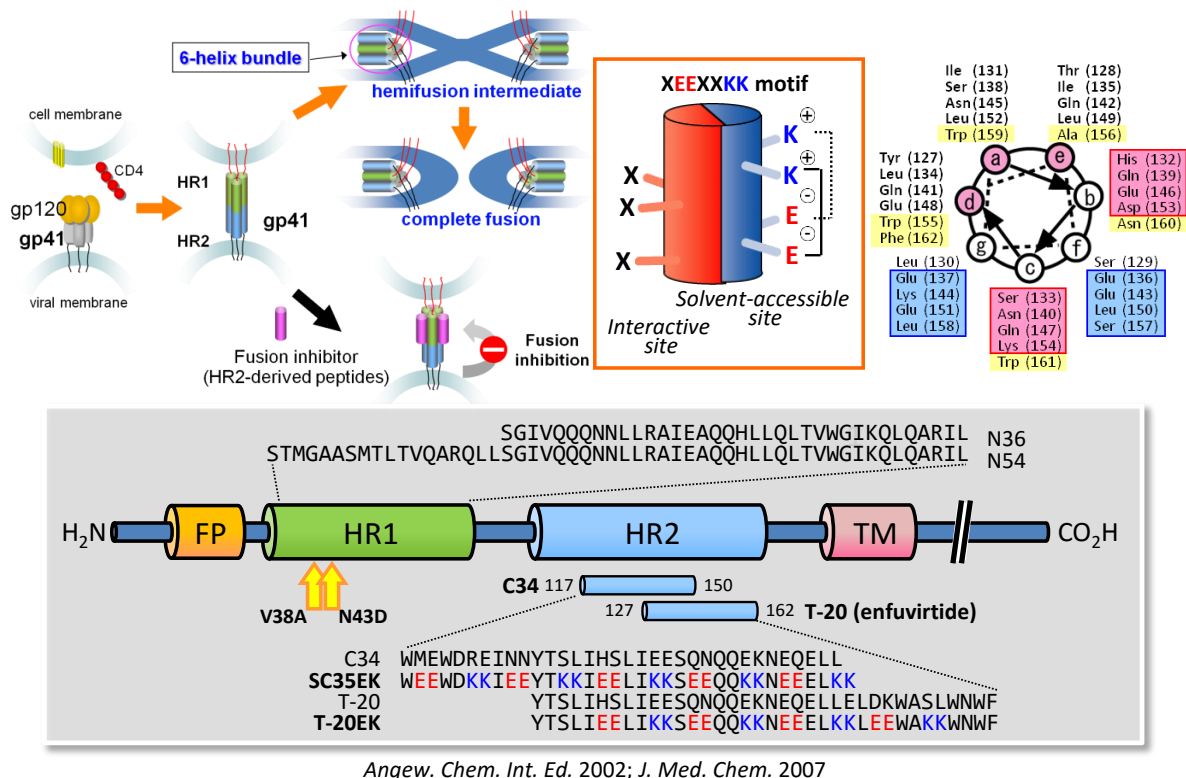 6-helix bundle
hemifusion intermediate
complete fusion
cell membrane
CD4
gp120
gp41
viral membrane
HR1
HR2
gp41
Fusion inhibitor
(HR2-derived peptides)
Fusion
inhibition
XEEXXKK motif
K
+
K
+
E
-
E
-
X
X
X
Solvent-accessible
site
Interactive
site
Ile (131)
Ser (138)
Asn (145)
Leu (152)
Trp (159)
Thr (128)
Ile (135)
Gln (142)
Leu (149)
Ala (156)
Tyr (127)
Leu (134)
Gln (141)
Glu (148)
Trp (155)
Phe (162)
His (132)
Gln (139)
Glu (146)
Asp (153)
Asn (160)
a
e
d
b
g
f
c
Leu (130)
Glu (137)
Lys (144)
Glu (151)
Leu (158)
Ser (133)
Asn (140)
Gln (147)
Lys (154)
Trp (161)
Ser (129)
Glu (136)
Glu (143)
Leu (150)
Ser (157)
SGIVQQQNNLLRAIEAQQHLLQLTVWGIKQLQARIL N36
STMGAASMTLTVQARQLLSGIVQQQNNLLRAIEAQQHLLQLTVWGIKQLQARIL N54
H2N FP HR1 HR2 TM CO2H
V38A N43D
C34 117 150
127 162 T-20 (enfuvirtide)
C34 WMEWDREINNYTSLIHSLIEESQNQQEKNEQELL
SC35EK WEEWDKKIEEYTKKIEELIKKSEEQQKKNEEELKK
T-20 YTSLIHSLIEESQNQQEKNEQELLELDKWASLWNWF
T-20EK YTSLIEELIKKSEEQQKKNEEELKKLEEWAKKWNWF
Angew. Chem. Int. Ed. 2002; J. Med. Chem. 2007